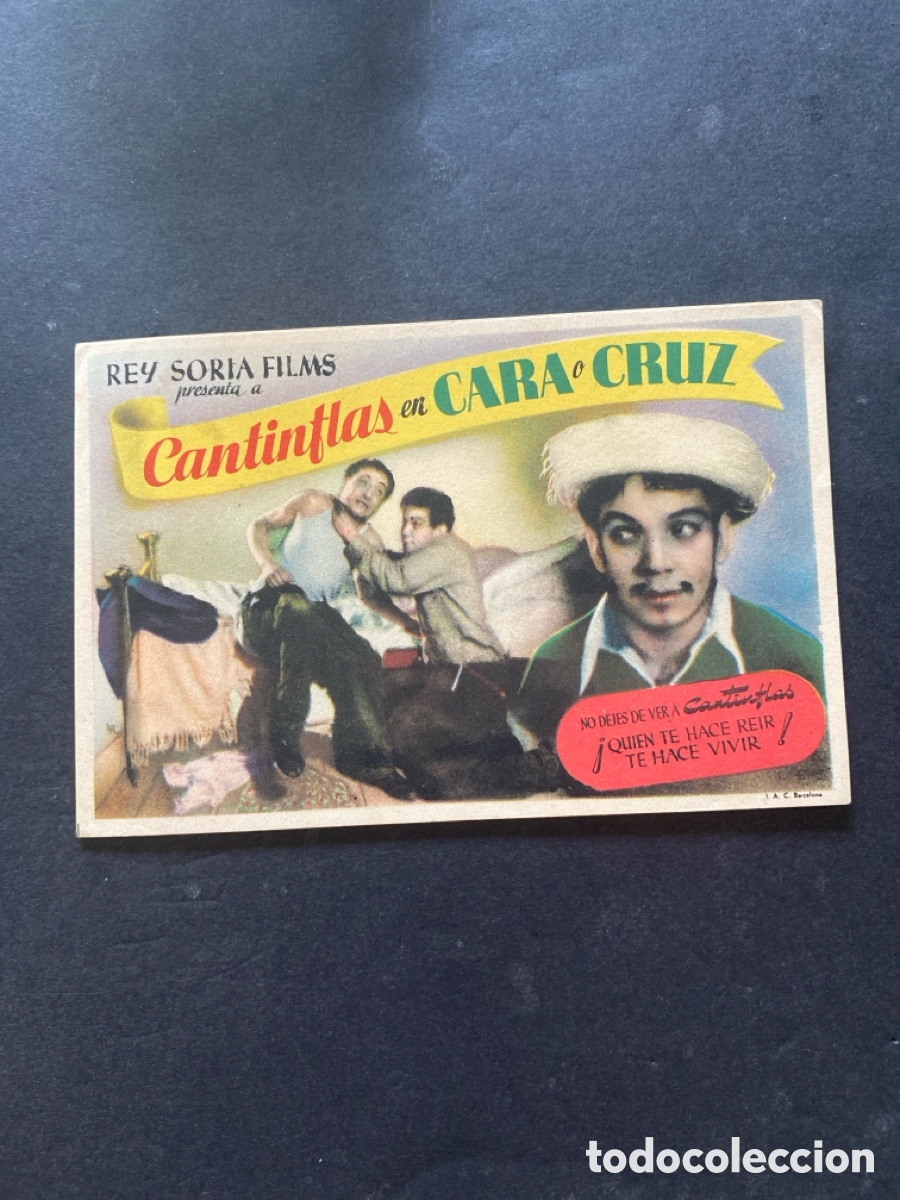 REY SORIA FILMS
presenta a
Cantinflas en CARA o CRUZ
NO DEJES DE VER A Cantinflas
¡QUIEN TE HACE REIR
TE HACE VIVIR!
I. A. C. Barcelona
todocoleccion